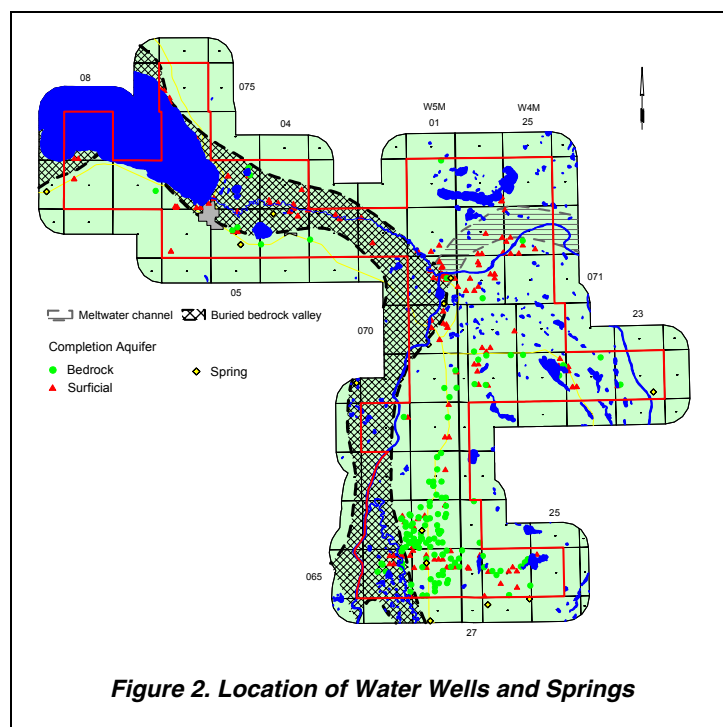 08
075
04
W5M
W4M
01
25
071
05
Meltwater channel
Buried bedrock valley
070
23
Completion Aquifer
Bedrock
Spring
Surficial
25
065
27
Figure 2. Location of Water Wells and Springs